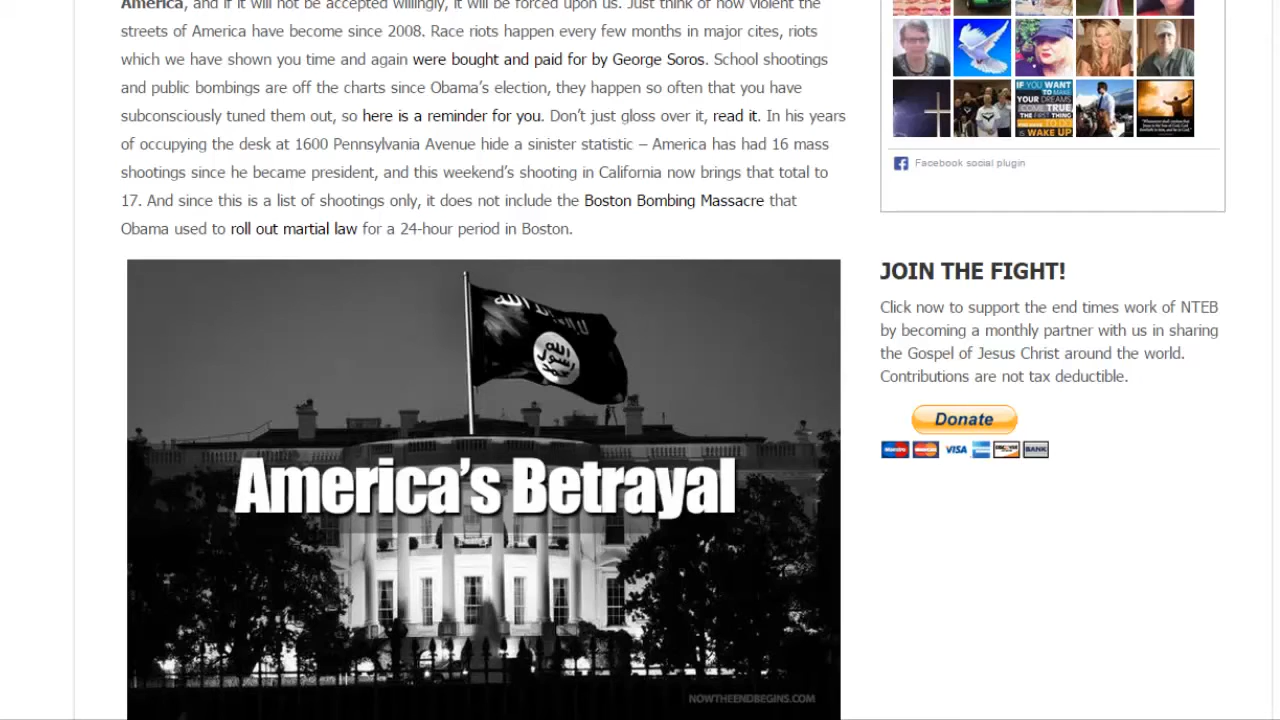 America, and if it will not be accepted willingly, it will be forced upon us. Just think of how violent the
streets of America have become since 2008. Race riots happen every few months in major cites, riots
which we have shown you time and again were bought and paid for by George Soros. School shootings
and public bombings are off the charts since Obama's election, they happen so often that you have
subconsciously tuned them out. Here is a reminder for you. Don't just gloss over it, read it. In his years
of occupying the desk at 1600 Pennsylvania Avenue hide a sinister statistic – America has had 16 mass
shootings since he became president, and this weekend's shooting in California now brings that total to
17. And since this is a list of shootings only, it does not include the Boston Bombing Massacre that
Obama used to roll out martial law for a 24-hour period in Boston.
الله
رسول
محمد
America's Betrayal
NOWTHEENDBEGINS.COM
IF YOU WANT
TO MAKE
YOUR DREAMS
COME TRUE,
THE FIRST THING
IS WAKE UP
Facebook social plugin
JOIN THE FIGHT!
Click now to support the end times work of NTEB
by becoming a monthly partner with us in sharing
the Gospel of Jesus Christ around the world.
Contributions are not tax deductible.
Donate
VISA
BANK